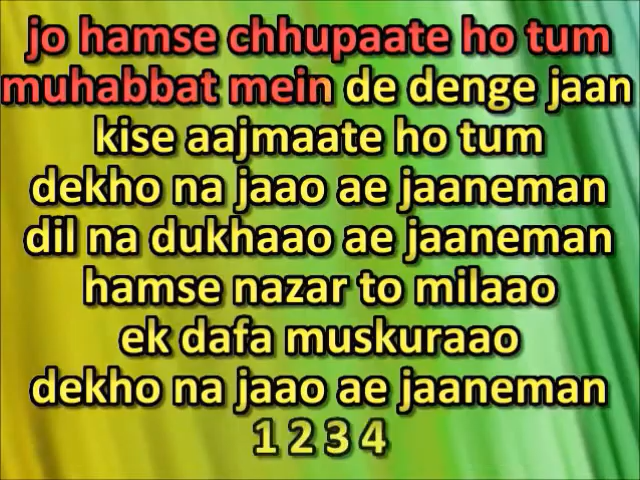 jo hamse chhupaate ho tum
muhabbat mein de denge jaan
kise aajmaate ho tum
dekho na jaao ae jaaneman
dil na dukhaao ae jaaneman
hamse nazar to milaao
ek dafa muskuraao
dekho na jaao ae jaaneman
1 2 3 4